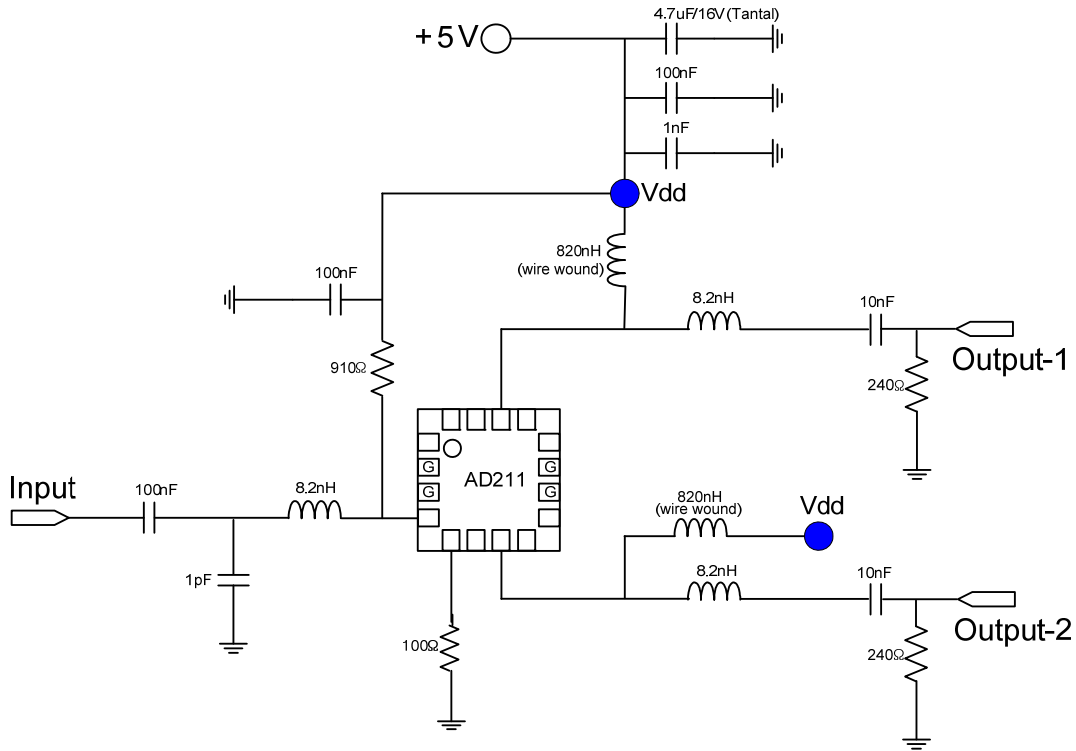 4.7uF/16V(Tantal)
+5V
100nF
1nF
Vdd
820nH
(wire wound)
100nF
8.2nH
10nF
Output-1
910Ω
240Ω
G
G
AD211
G
G
Input
100nF
8.2nH
820nH
(wire wound)
Vdd
1pF
8.2nH
10nF
Output-2
100Ω
240Ω